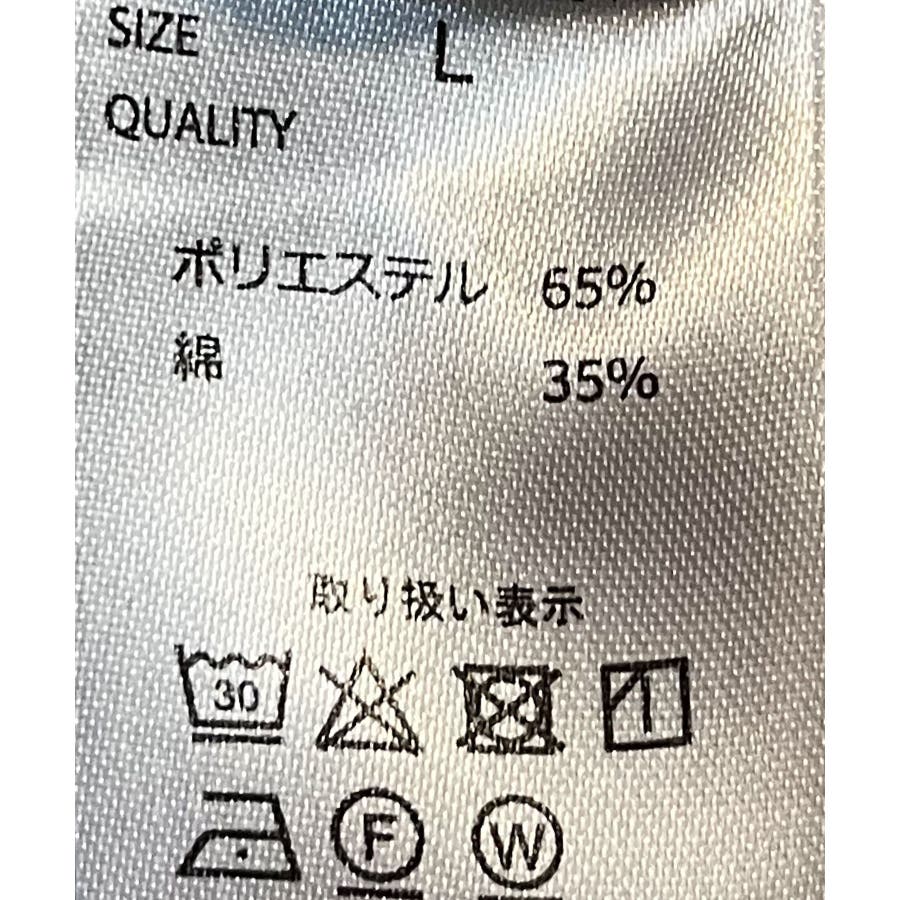 SIZE L
QUALITY
ポリエステル 65%
綿 35%
取り扱い表示
30
F W